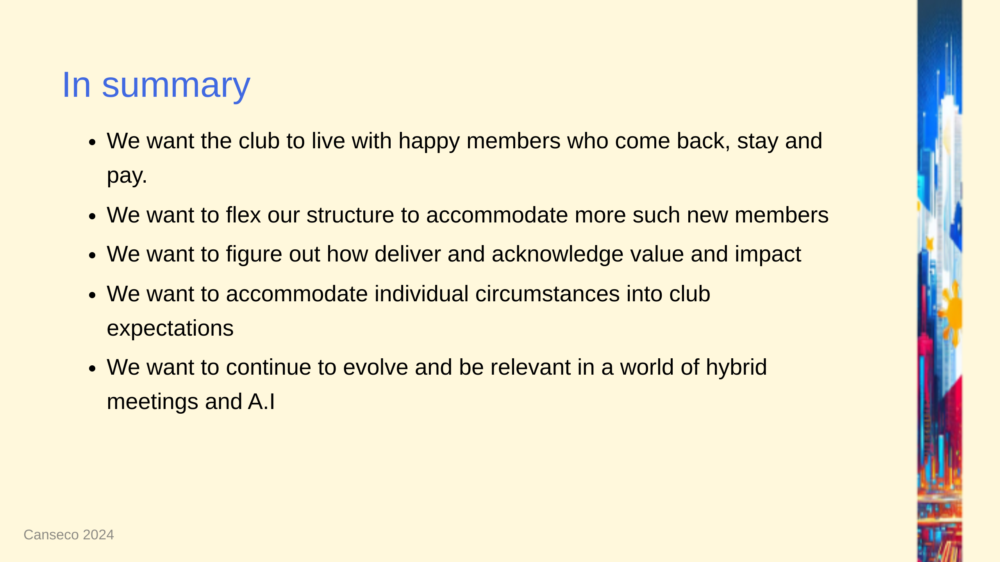 In summary
• We want the club to live with happy members who come back, stay and
pay.
• We want to flex our structure to accommodate more such new members
• We want to figure out how deliver and acknowledge value and impact
• We want to accommodate individual circumstances into club
expectations
• We want to continue to evolve and be relevant in a world of hybrid
meetings and A.I
Canseco 2024